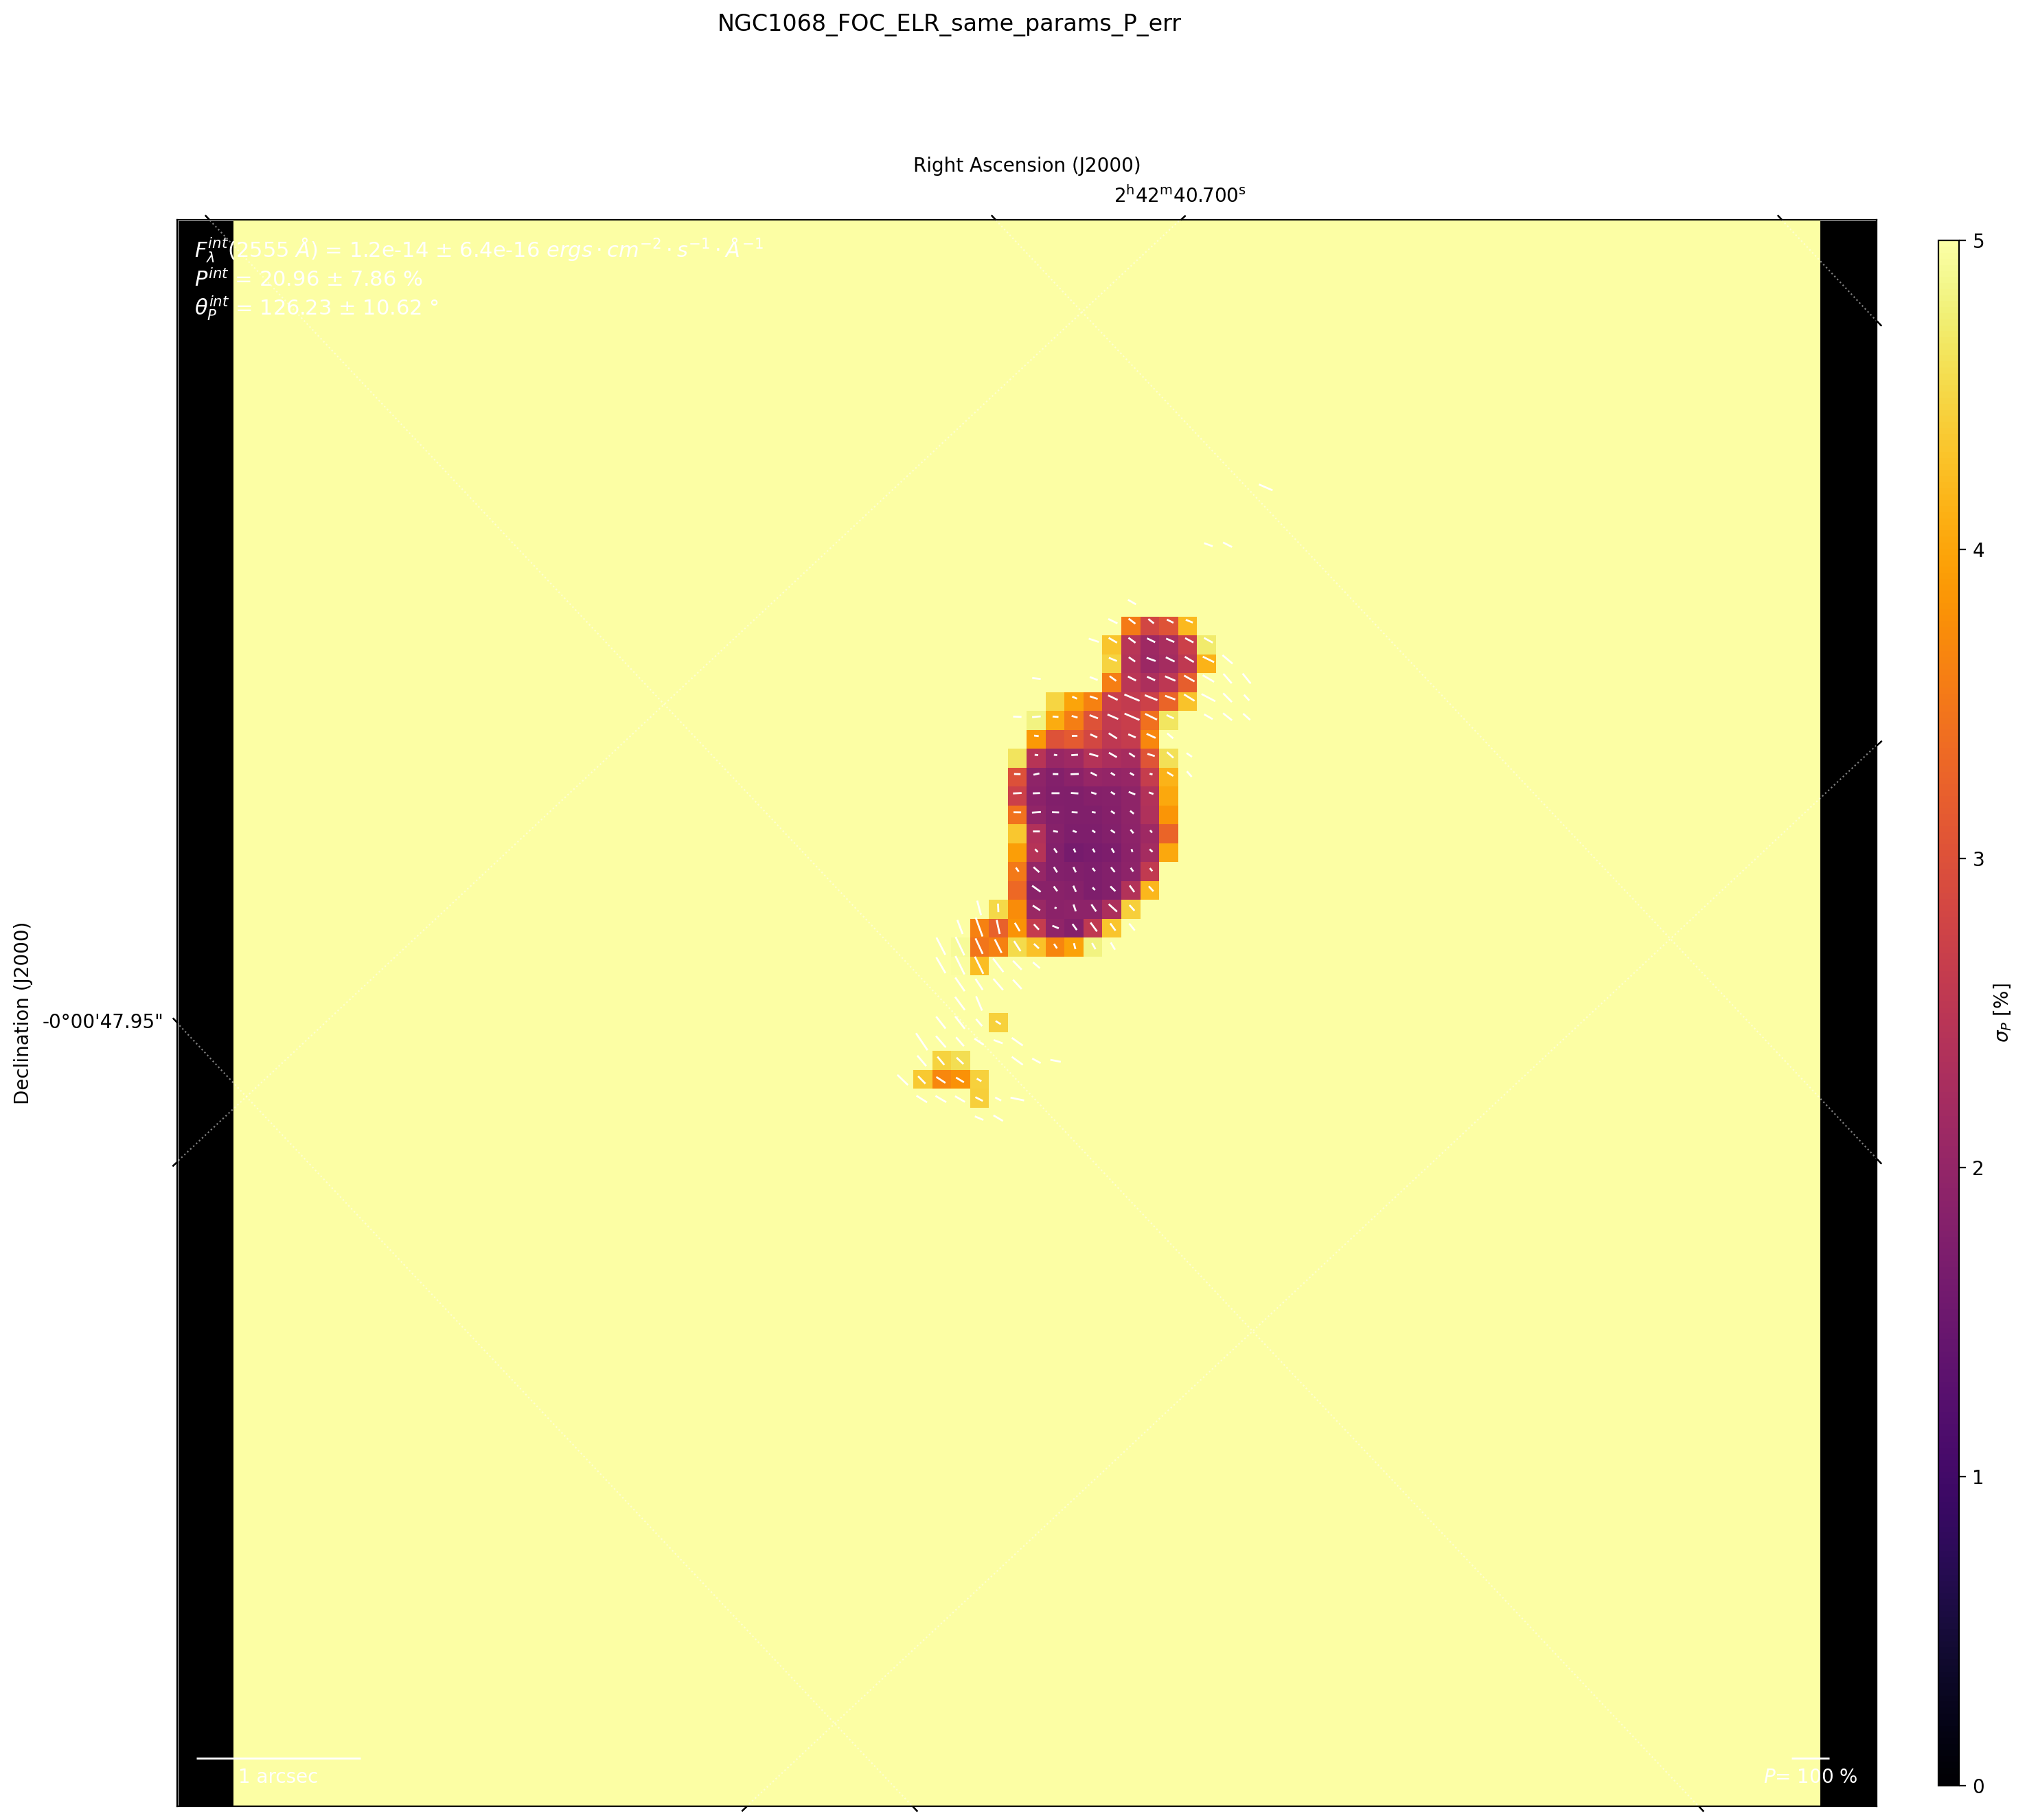 NGC1068_FOC_ELR_same_params_P_err
Right Ascension (J2000)
2ʰ42ᵐ40.700ˢ
F_λ^int(2555 Å) = 1.2e-14 ± 6.4e-16 ergs · cm⁻² · s⁻¹ · Å⁻¹
P^int = 20.96 ± 7.86 %
θ_P^int = 126.23 ± 10.62 °
5
4
3
2
1
0
σ_P [%]
Declination (J2000)
-0°00'47.95"
1 arcsec
P= 100 %